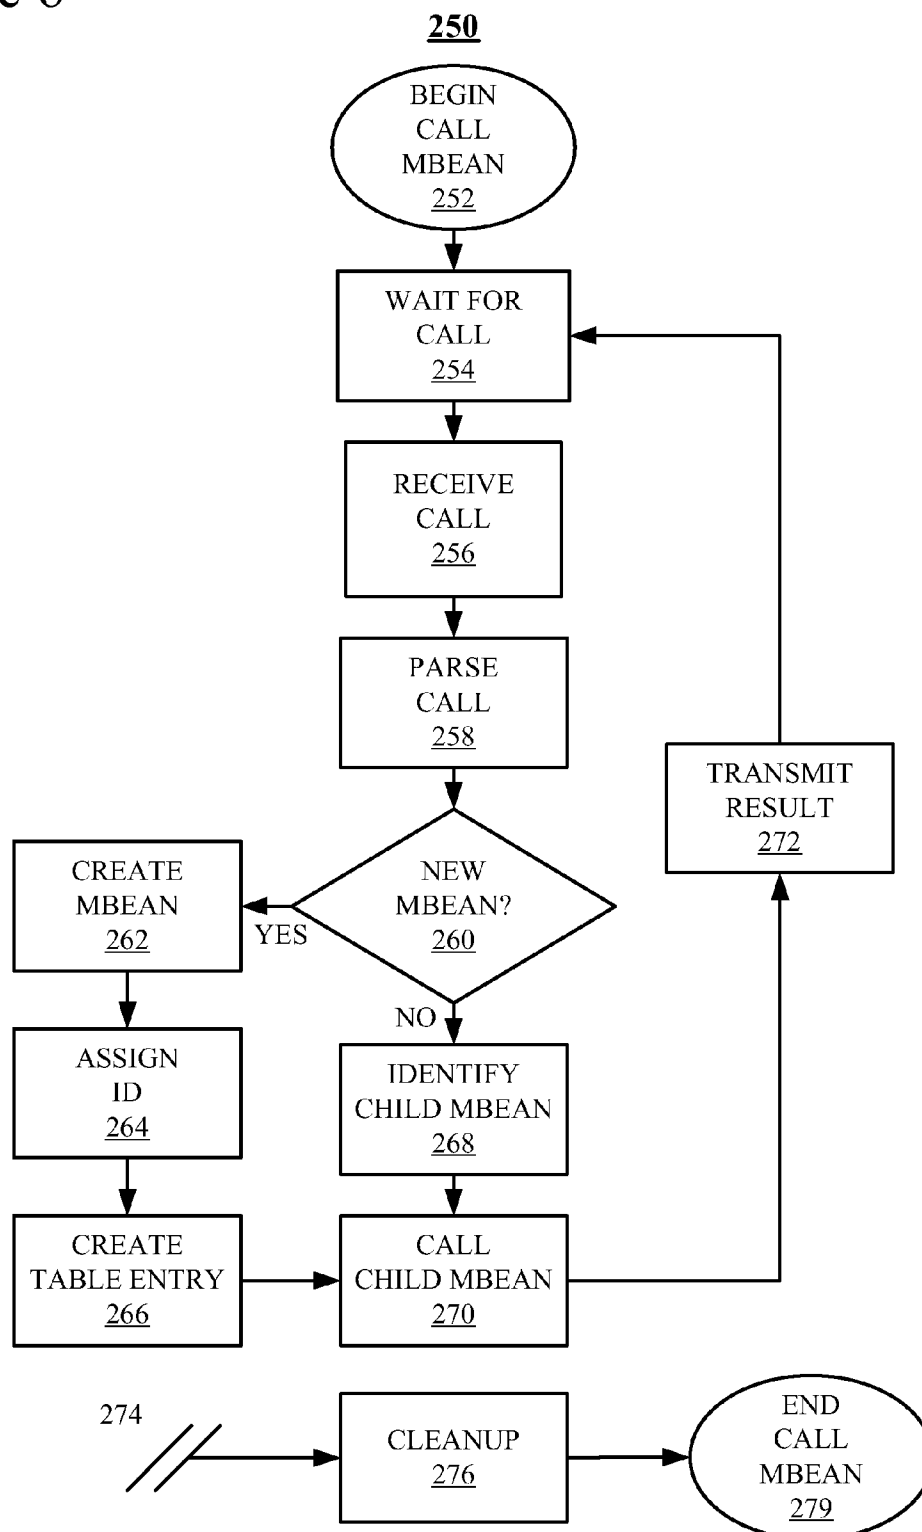 250
BEGIN
CALL
MBEAN
252
WAIT FOR
CALL
254
RECEIVE
CALL
256
PARSE
CALL
258
TRANSMIT
RESULT
272
NEW
MBEAN?
260
YES
NO
CREATE
MBEAN
262
ASSIGN
ID
264
CREATE
TABLE ENTRY
266
IDENTIFY
CHILD MBEAN
268
CALL
CHILD MBEAN
270
274
CLEANUP
276
END
CALL
MBEAN
279